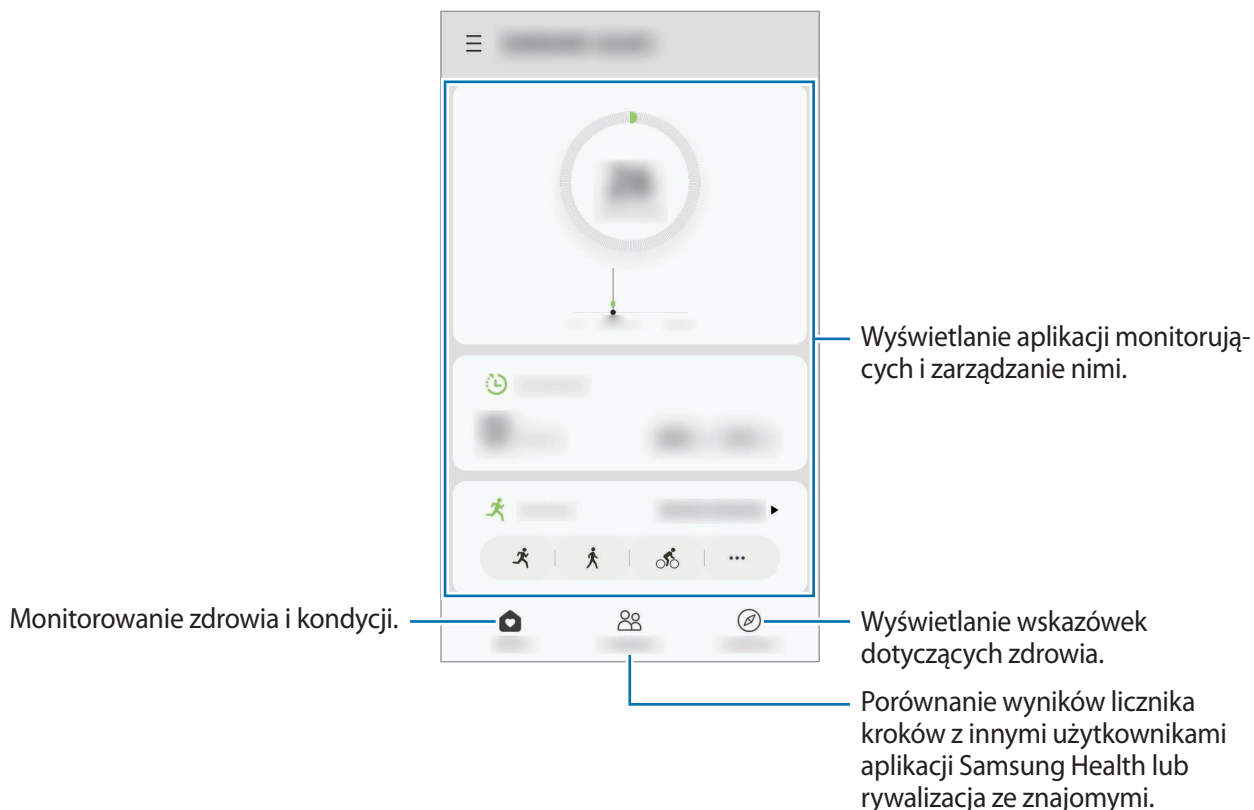 Wyświetlanie aplikacji monitorują-
cych i zarządzanie nimi.
Monitorowanie zdrowia i kondycji.
Wyświetlanie wskazówek
dotyczących zdrowia.
Porównanie wyników licznika
kroków z innymi użytkownikami
aplikacji Samsung Health lub
rywalizacja ze znajomymi.